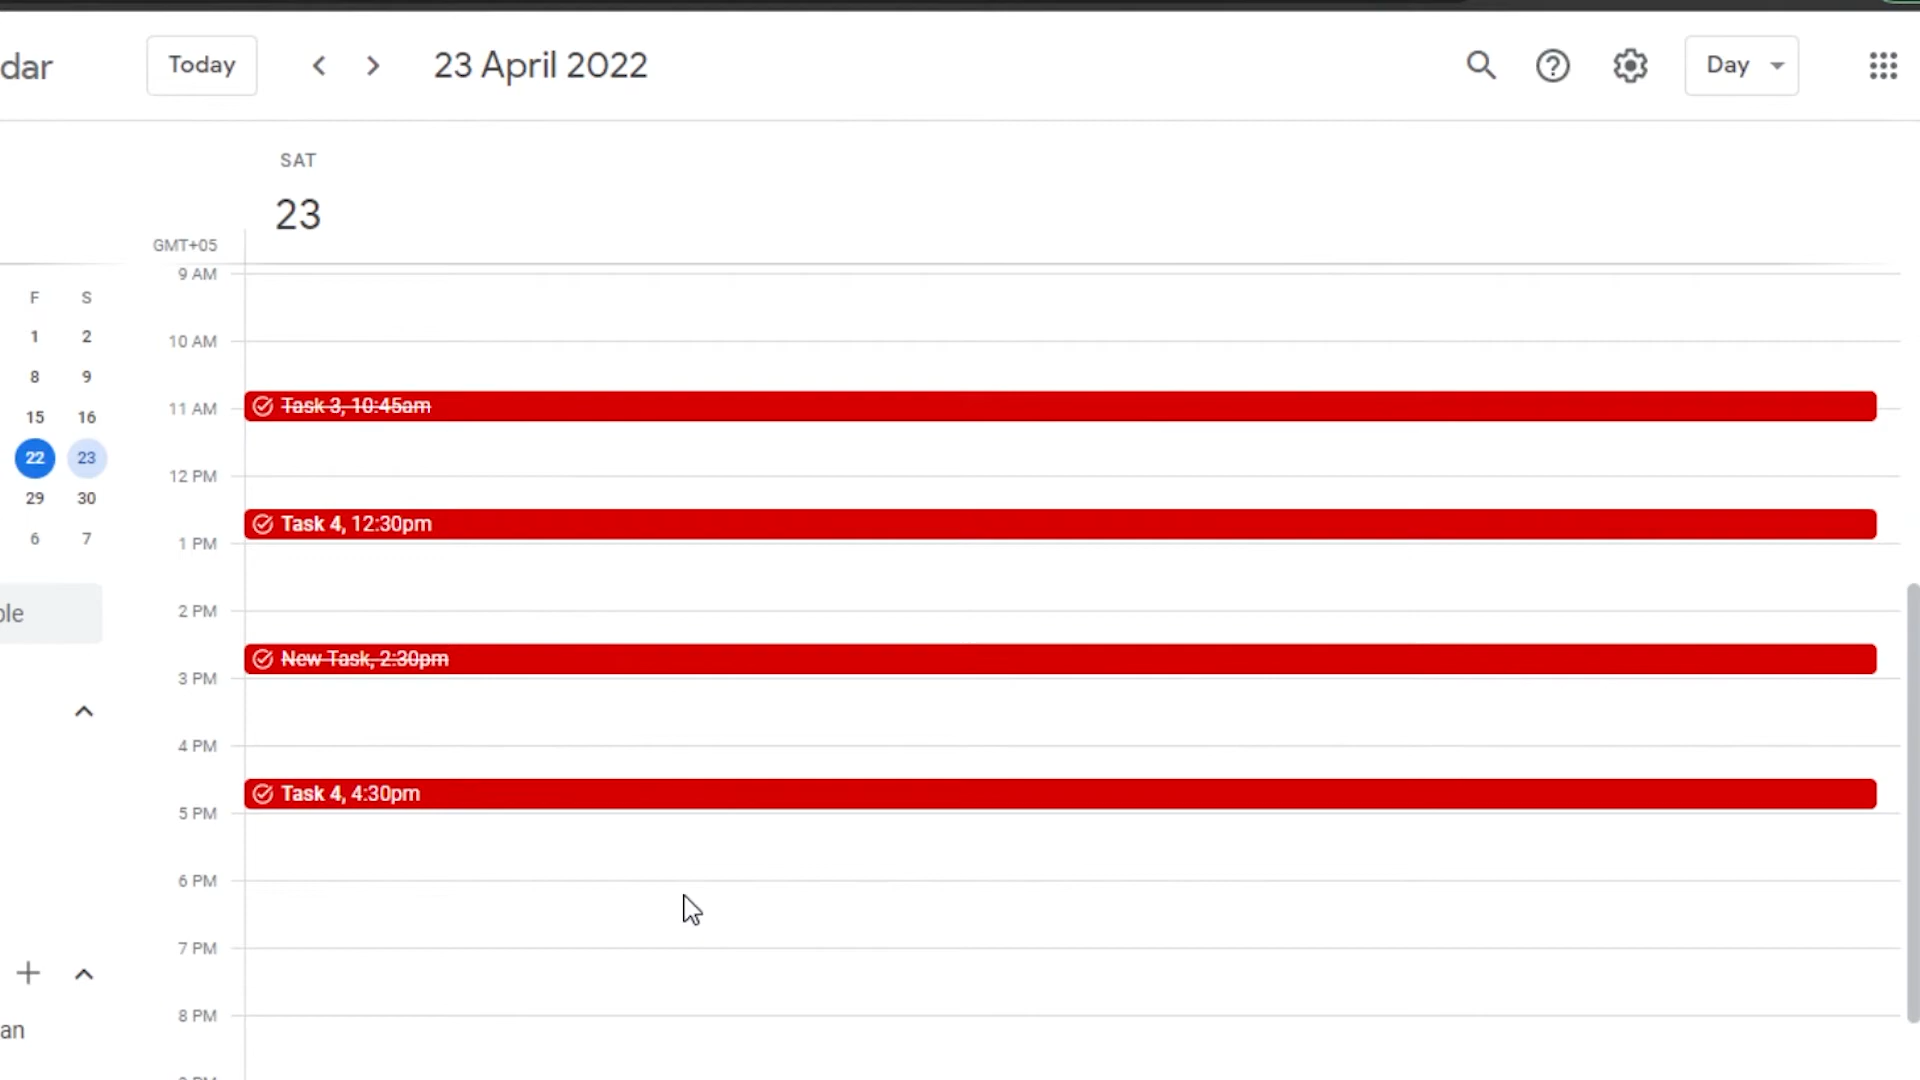 dar
Today
23 April 2022
Day
SAT
23
GMT+05
9 AM
10 AM
11 AM
12 PM
1 PM
2 PM
3 PM
4 PM
5 PM
6 PM
7 PM
8 PM
Task 3, 10:45am
Task 4, 12:30pm
New Task, 2:30pm
Task 4, 4:30pm
F S
1 2
8 9
15 16
22 23
29 30
6 7
ple
an